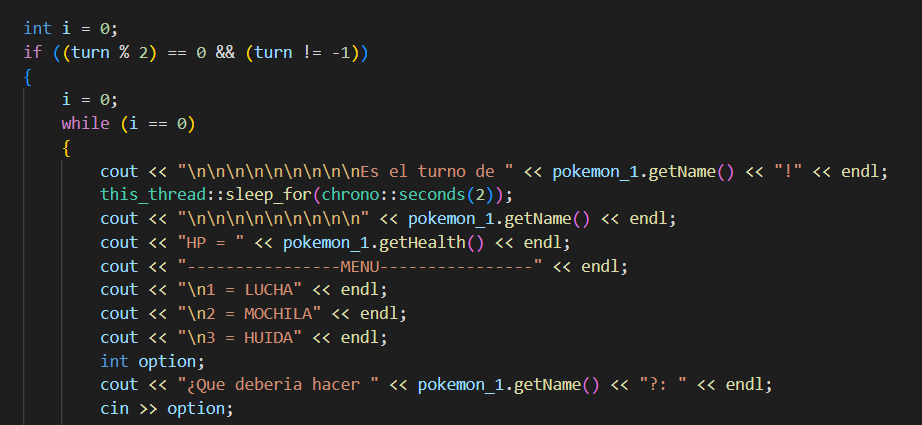 int i = 0;
if ((turn % 2) == 0 && (turn != -1))
{
i = 0;
while (i == 0)
{
cout << "\n\n\n\n\n\n\n\n\n\nEs el turno de " << pokemon_1.getName() << "!" << endl;
this_thread::sleep_for(chrono::seconds(2));
cout << "\n\n\n\n\n\n\n\n\n\n" << pokemon_1.getName() << endl;
cout << "HP = " << pokemon_1.getHealth() << endl;
cout << "----------------MENU----------------" << endl;
cout << "\n1 = LUCHA" << endl;
cout << "\n2 = MOCHILA" << endl;
cout << "\n3 = HUIDA" << endl;
int option;
cout << "¿Que deberia hacer " << pokemon_1.getName() << "?: " << endl;
cin >> option;